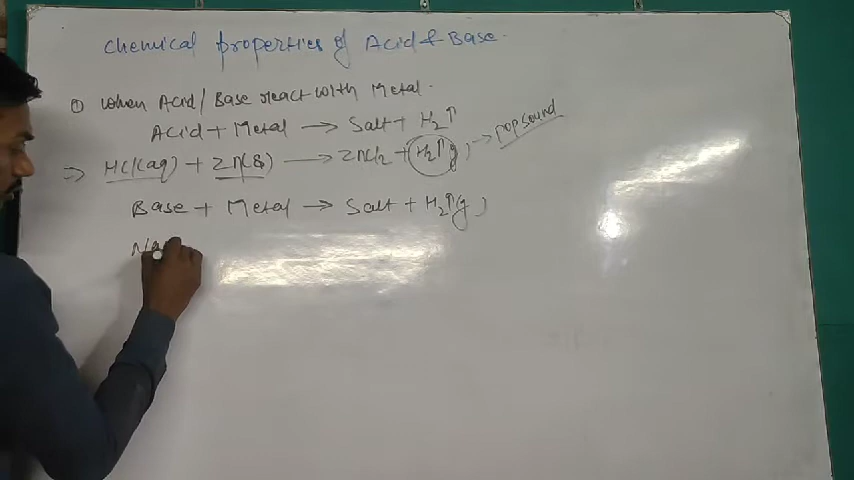 Chemical properties of Acid & Base.
① When Acid/Base react with Metal.
Acid + Metal → Salt + H₂↑
⇒ HCl(aq) + Zn(s) → ZnCl₂ + H₂↑g) → pop sound
Base + Metal → Salt + H₂↑(g)
Na